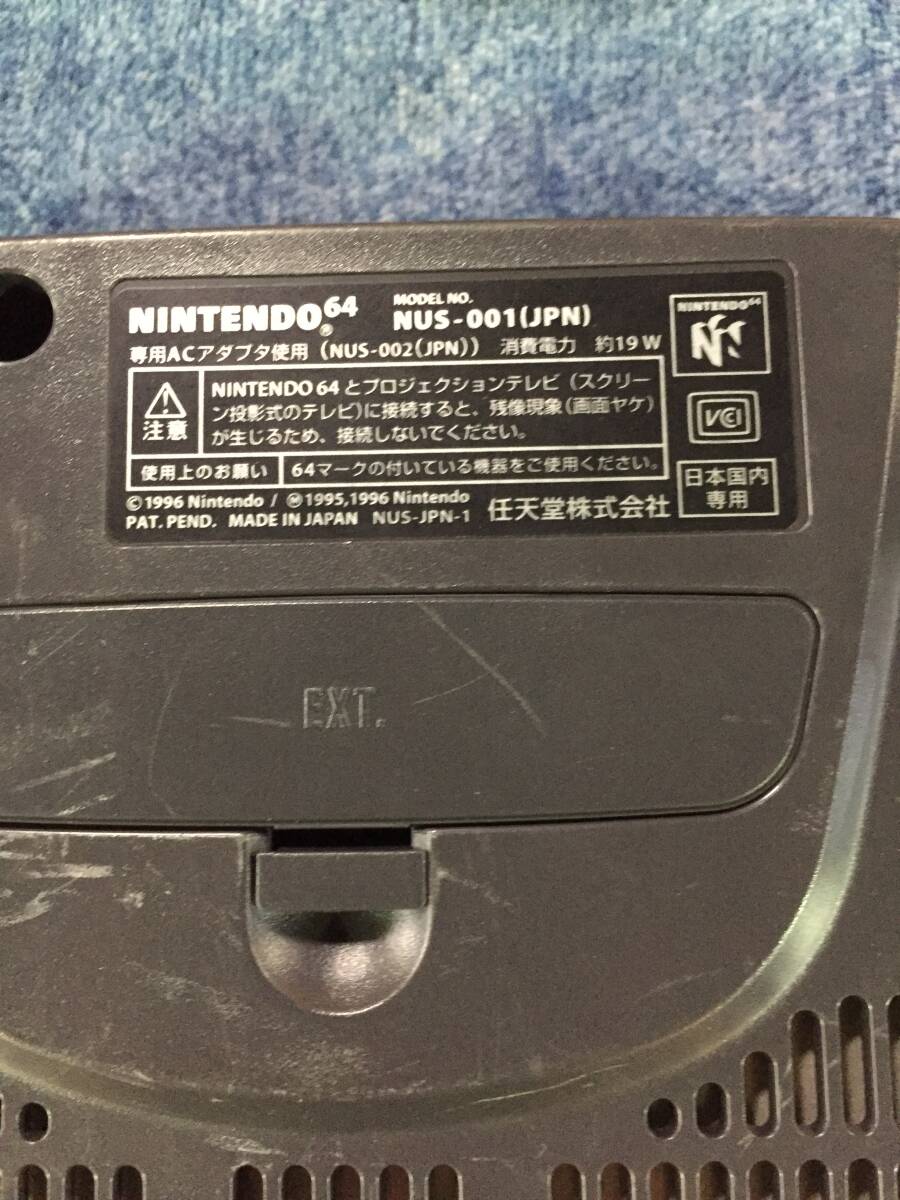 NINTENDO64®
MODEL NO.
NUS-001(JPN)
専用ACアダプタ使用 (NUS-002(JPN)) 消費電力 約19W
注意
NINTENDO 64 とプロジェクションテレビ (スクリー
ン投影式のテレビ)に接続すると、残像現象(画面ヤケ)
が生じるため、接続しないでください。
使用上のお願い
64マークの付いている機器をご使用ください。
©1996 Nintendo / Ⓜ1995,1996 Nintendo
PAT. PEND. MADE IN JAPAN NUS-JPN-1
任天堂株式会社
NINTENDO64
VCI
日本国内
専用
EXT.